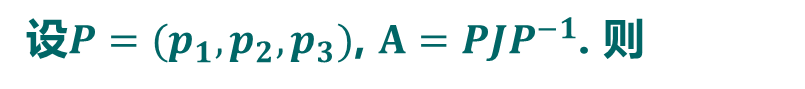 设P = (p₁,p₂,p₃), A = PJP⁻¹. 则